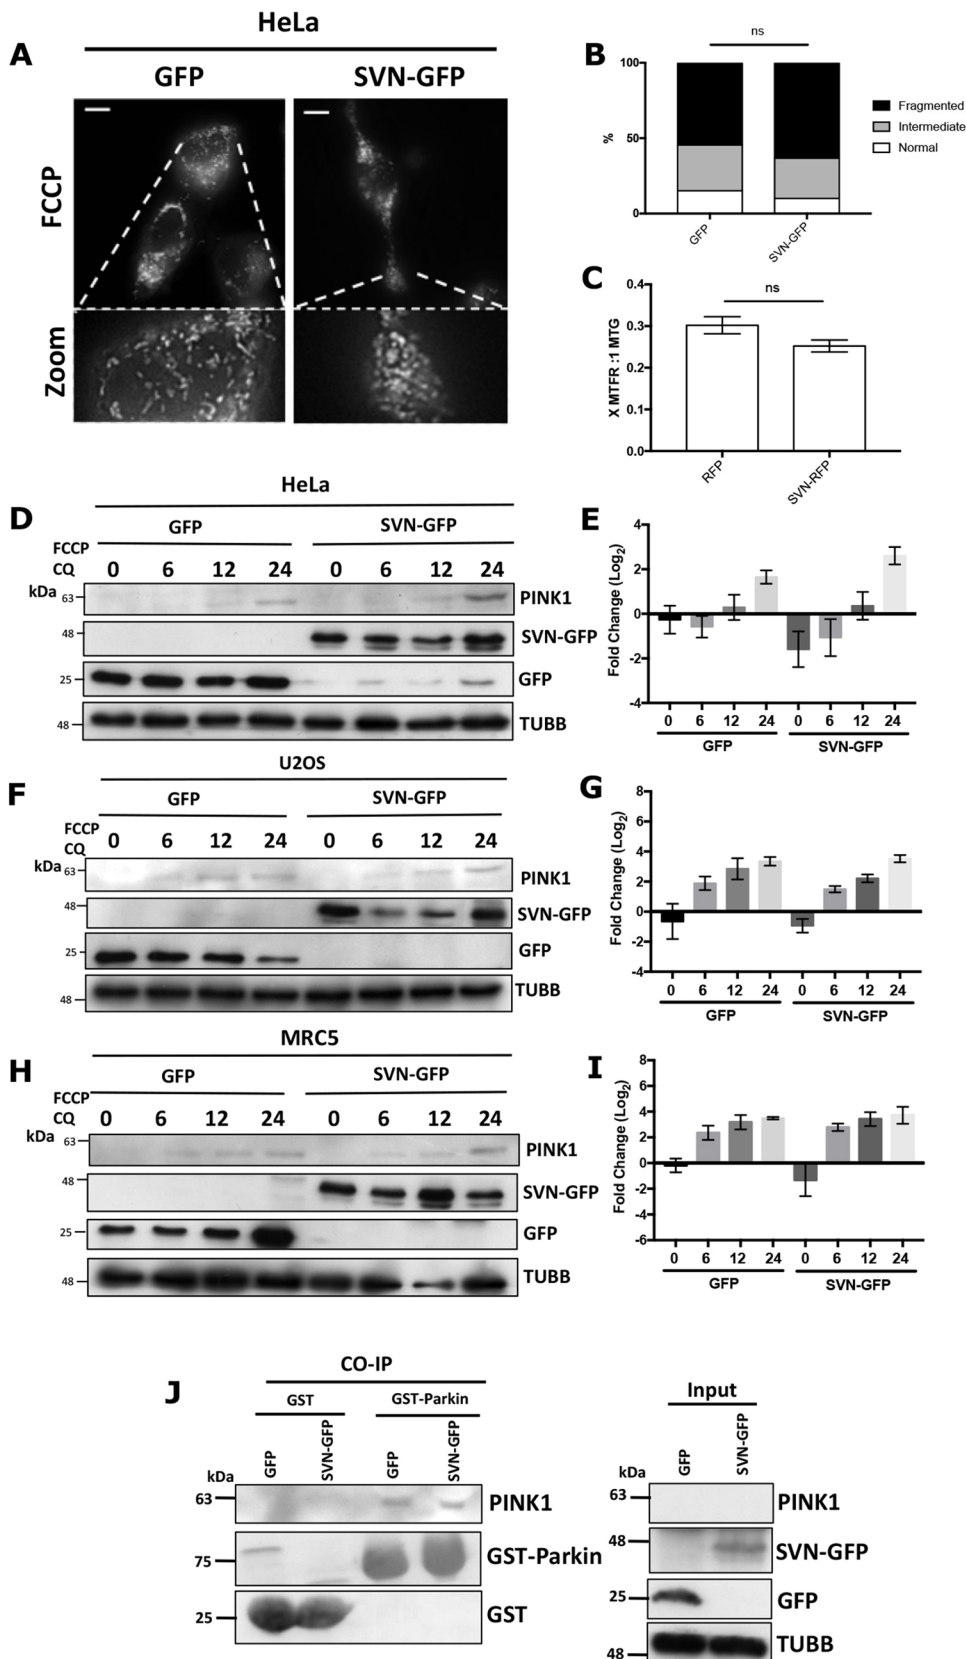 HeLa
A
GFP SVN-GFP
FCCP
Zoom
B
ns
100
50
0
%
GFP SVN-GFP
Fragmented
Intermediate
Normal
C
ns
0.4
0.3
0.2
0.1
0.0
X MTFR :1 MTG
RFP SVN-RFP
HeLa
D
GFP SVN-GFP
FCCP
CQ 0 6 12 24 0 6 12 24
kDa
63 PINK1
48 SVN-GFP
25 GFP
48 TUBB
E
4
2
0
-2
-4
Fold Change (Log2)
0 6 12 24 0 6 12 24
GFP SVN-GFP
U2OS
F
GFP SVN-GFP
FCCP
CQ 0 6 12 24 0 6 12 24
kDa
63 PINK1
48 SVN-GFP
25 GFP
48 TUBB
G
8
6
4
2
0
-2
-4
Fold Change (Log2)
0 6 12 24 0 6 12 24
GFP SVN-GFP
MRC5
H
GFP SVN-GFP
FCCP
CQ 0 6 12 24 0 6 12 24
kDa
63 PINK1
48 SVN-GFP
25 GFP
48 TUBB
I
8
6
4
2
0
-2
-4
-6
Fold Change (Log2)
0 6 12 24 0 6 12 24
GFP SVN-GFP
J
CO-IP
GST GST-Parkin
GFP SVN-GFP GFP SVN-GFP
kDa
63 PINK1
75 GST-Parkin
25 GST
Input
GFP SVN-GFP
kDa
63 PINK1
48 SVN-GFP
25 GFP
48 TUBB